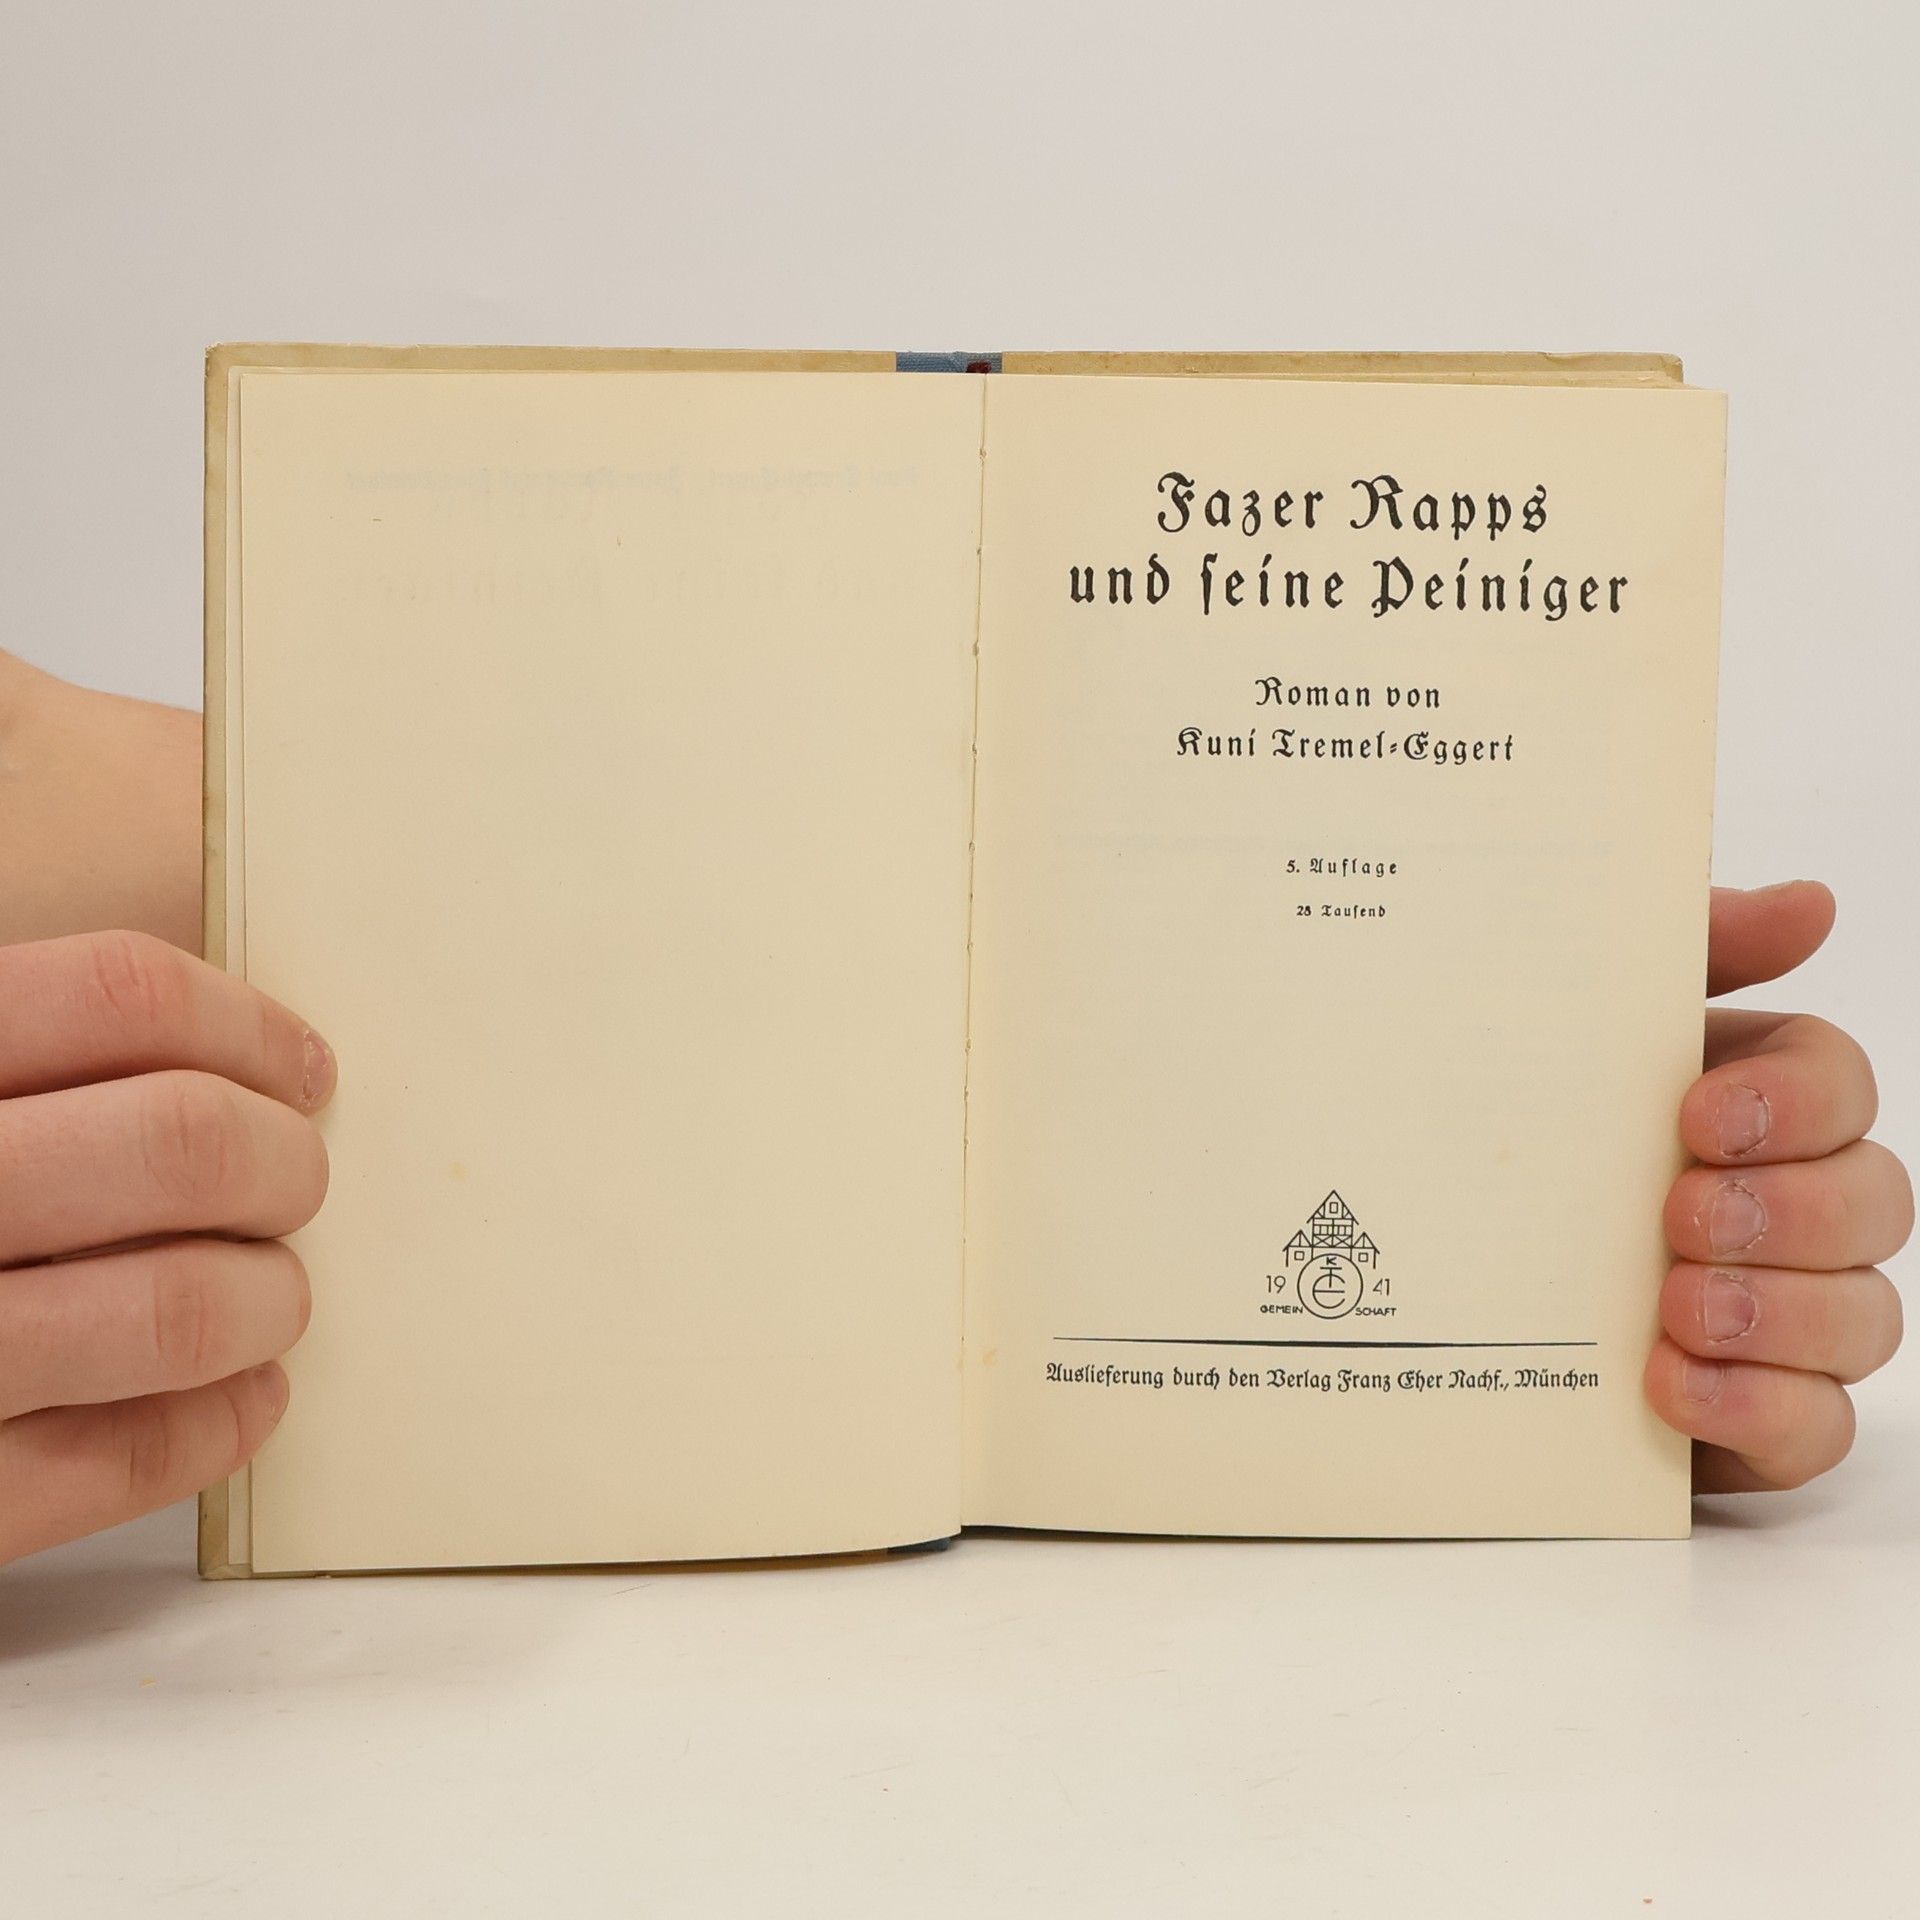 Fazer Rapps
und ſeine Peiniger
Roman von
Kuni Tremel-Eggert
5. Auflage
28 Tauſend
19 KTE 41
GEMEIN SCHAFT
Auslieferung durch den Verlag Franz Eher Nachf., München